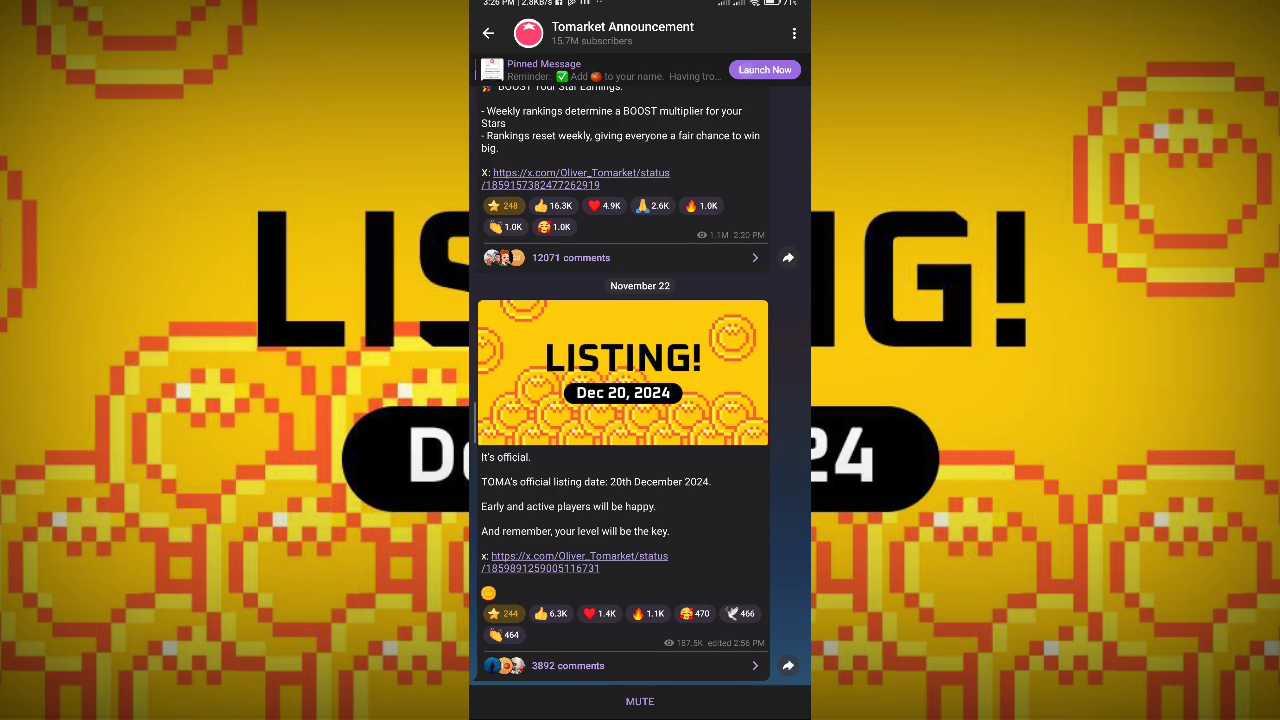 3:26 PM | 2.8KB/s
71%
Tomarket Announcement
15.7M subscribers
Pinned Message
Reminder: ✅ Add 🍅 to your name. Having tro...
Launch Now
BOOST Your Star Earnings:
- Weekly rankings determine a BOOST multiplier for your
Stars
- Rankings reset weekly, giving everyone a fair chance to win
big.
X: https://x.com/Oliver_Tomarket/status
/1859157382477262919
⭐ 248 👍 16.3K ❤️ 4.9K 🙏 2.6K 🔥 1.0K
👏 1.0K 🥰 1.0K
1.1M 2:20 PM
12071 comments
November 22
LISTING!
Dec 20, 2024
It's official.
TOMA's official listing date: 20th December 2024.
Early and active players will be happy.
And remember, your level will be the key.
x: https://x.com/Oliver_Tomarket/status
/1859891259005116731
⭐ 244 👍 6.3K ❤️ 1.4K 🔥 1.1K 🥰 470 🕊 466
👏 464
187.5K edited 2:56 PM
3892 comments
MUTE
LIS
NG!
D
24